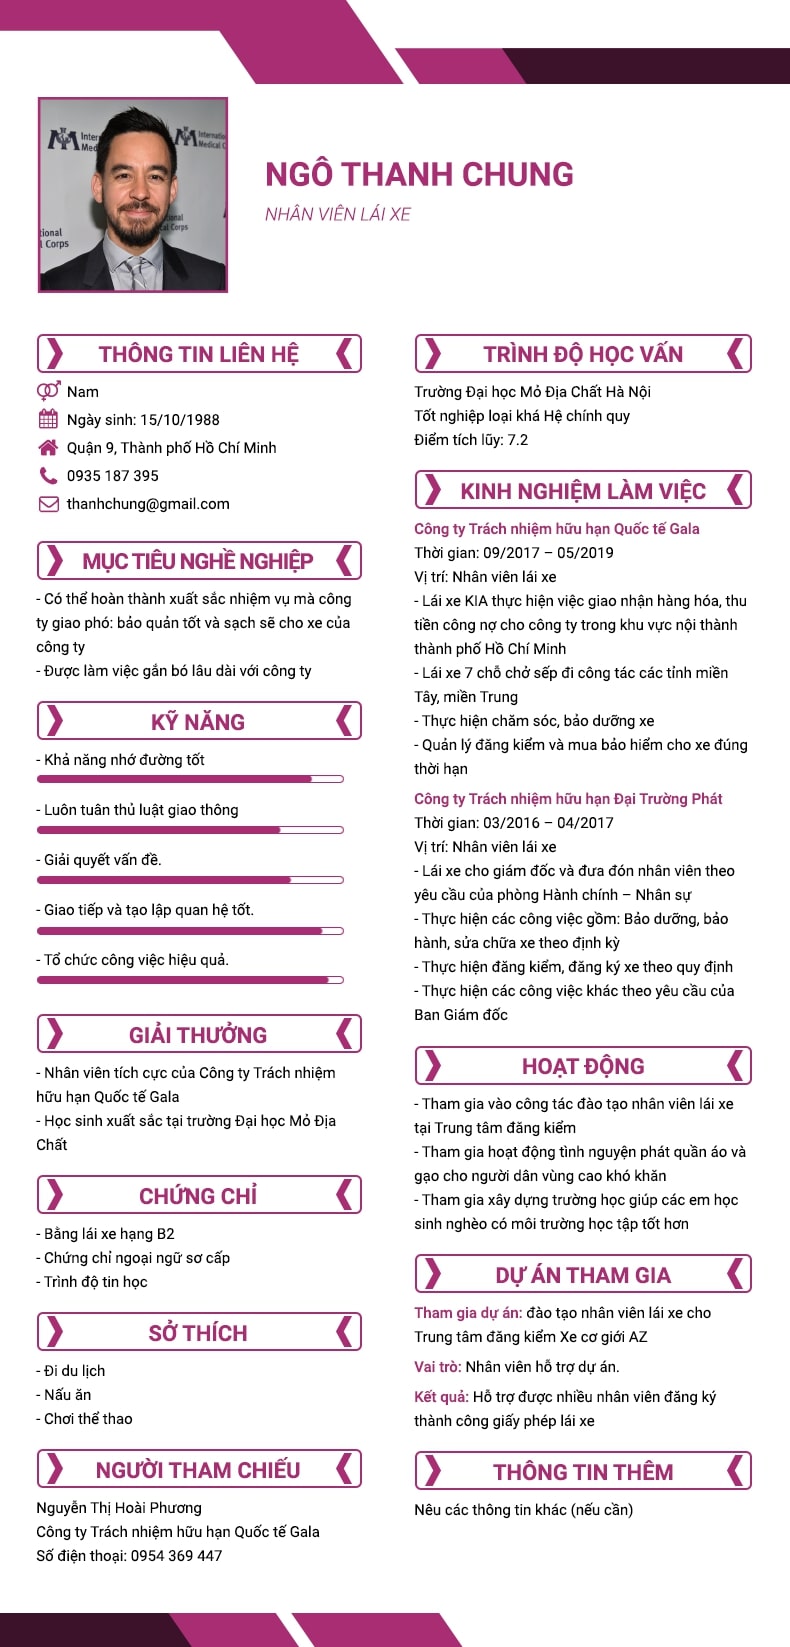 International
Medical Corps
NGÔ THANH CHUNG
NHÂN VIÊN LÁI XE
THÔNG TIN LIÊN HỆ
Nam
Ngày sinh: 15/10/1988
Quận 9, Thành phố Hồ Chí Minh
0935 187 395
thanhchung@gmail.com
MỤC TIÊU NGHỀ NGHIỆP
- Có thể hoàn thành xuất sắc nhiệm vụ mà công
ty giao phó: bảo quản tốt và sạch sẽ cho xe của
công ty
- Được làm việc gắn bó lâu dài với công ty
KỸ NĂNG
- Khả năng nhớ đường tốt
- Luôn tuân thủ luật giao thông
- Giải quyết vấn đề.
- Giao tiếp và tạo lập quan hệ tốt.
- Tổ chức công việc hiệu quả.
GIẢI THƯỞNG
- Nhân viên tích cực của Công ty Trách nhiệm
hữu hạn Quốc tế Gala
- Học sinh xuất sắc tại trường Đại học Mỏ Địa
Chất
CHỨNG CHỈ
- Bằng lái xe hạng B2
- Chứng chỉ ngoại ngữ sơ cấp
- Trình độ tin học
SỞ THÍCH
- Đi du lịch
- Nấu ăn
- Chơi thể thao
NGƯỜI THAM CHIẾU
Nguyễn Thị Hoài Phương
Công ty Trách nhiệm hữu hạn Quốc tế Gala
Số điện thoại: 0954 369 447
TRÌNH ĐỘ HỌC VẤN
Trường Đại học Mỏ Địa Chất Hà Nội
Tốt nghiệp loại khá Hệ chính quy
Điểm tích lũy: 7.2
KINH NGHIỆM LÀM VIỆC
Công ty Trách nhiệm hữu hạn Quốc tế Gala
Thời gian: 09/2017 – 05/2019
Vị trí: Nhân viên lái xe
- Lái xe KIA thực hiện việc giao nhận hàng hóa, thu
tiền công nợ cho công ty trong khu vực nội thành
thành phố Hồ Chí Minh
- Lái xe 7 chỗ chở sếp đi công tác các tỉnh miền
Tây, miền Trung
- Thực hiện chăm sóc, bảo dưỡng xe
- Quản lý đăng kiểm và mua bảo hiểm cho xe đúng
thời hạn
Công ty Trách nhiệm hữu hạn Đại Trường Phát
Thời gian: 03/2016 – 04/2017
Vị trí: Nhân viên lái xe
- Lái xe cho giám đốc và đưa đón nhân viên theo
yêu cầu của phòng Hành chính – Nhân sự
- Thực hiện các công việc gồm: Bảo dưỡng, bảo
hành, sửa chữa xe theo định kỳ
- Thực hiện đăng kiểm, đăng ký xe theo quy định
- Thực hiện các công việc khác theo yêu cầu của
Ban Giám đốc
HOẠT ĐỘNG
- Tham gia vào công tác đào tạo nhân viên lái xe
tại Trung tâm đăng kiểm
- Tham gia hoạt động tình nguyện phát quần áo và
gạo cho người dân vùng cao khó khăn
- Tham gia xây dựng trường học giúp các em học
sinh nghèo có môi trường học tập tốt hơn
DỰ ÁN THAM GIA
Tham gia dự án: đào tạo nhân viên lái xe cho
Trung tâm đăng kiểm Xe cơ giới AZ
Vai trò: Nhân viên hỗ trợ dự án.
Kết quả: Hỗ trợ được nhiều nhân viên đăng ký
thành công giấy phép lái xe
THÔNG TIN THÊM
Nêu các thông tin khác (nếu cần)